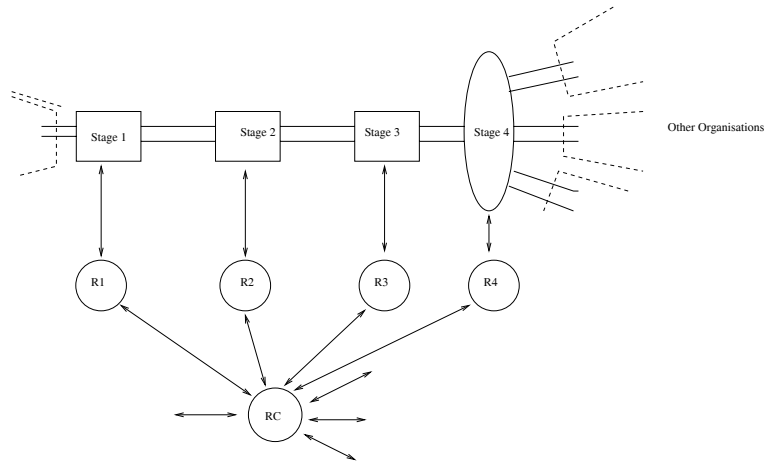 Stage 1
Stage 2
Stage 3
Stage 4
Other Organisations
R1
R2
R3
R4
RC